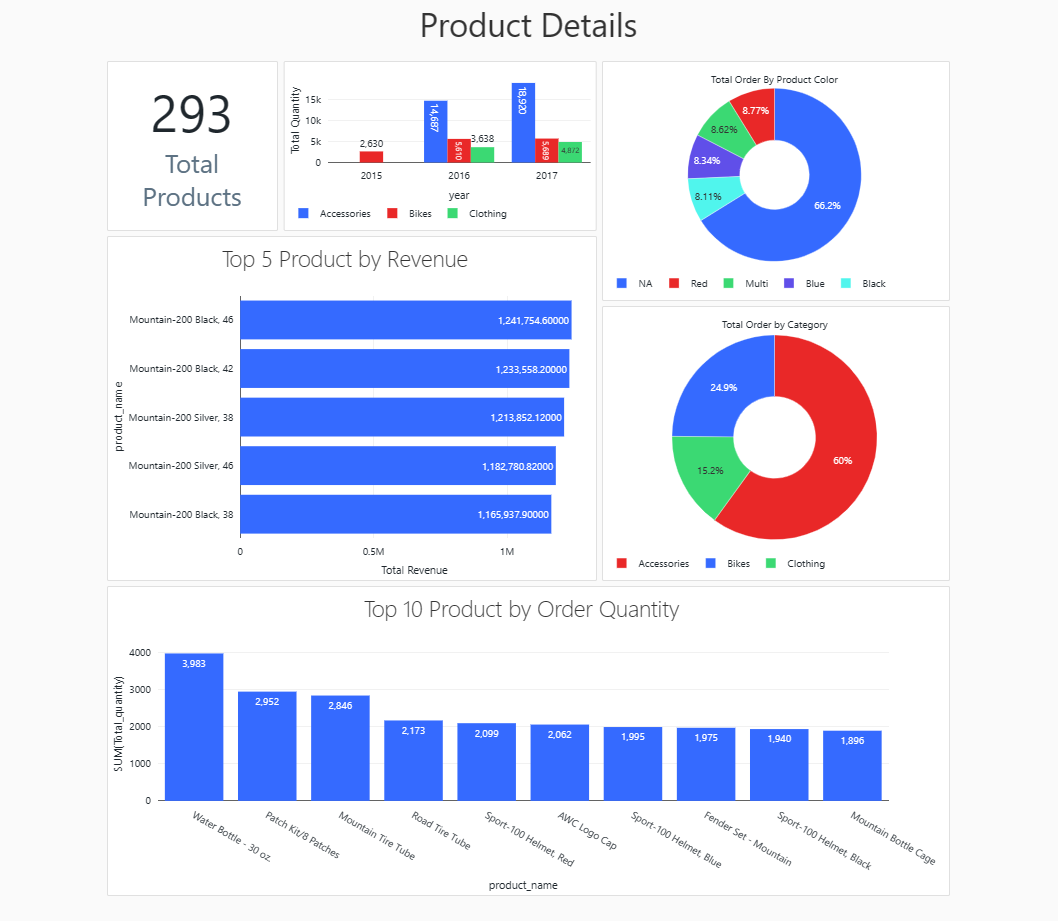 Product Details
293
Total
Products
Total Quantity
15k
10k
5k
0
2,630
14,687
5,610
3,638
18,920
5,689
4,872
2015
2016
2017
year
Accessories
Bikes
Clothing
Total Order By Product Color
8.77%
8.62%
8.34%
8.11%
66.2%
NA
Red
Multi
Blue
Black
Top 5 Product by Revenue
product_name
Mountain-200 Black, 46
1,241,754.60000
Mountain-200 Black, 42
1,233,558.20000
Mountain-200 Silver, 38
1,213,852.12000
Mountain-200 Silver, 46
1,182,780.82000
Mountain-200 Black, 38
1,165,937.90000
0
0.5M
1M
Total Revenue
Total Order by Category
24.9%
60%
15.2%
Accessories
Bikes
Clothing
Top 10 Product by Order Quantity
SUM(Total_quantity)
4000
3000
2000
1000
0
3,983
2,952
2,846
2,173
2,099
2,062
1,995
1,975
1,940
1,896
Water Bottle - 30 oz.
Patch Kit/8 Patches
Mountain Tire Tube
Road Tire Tube
Sport-100 Helmet, Red
AWC Logo Cap
Sport-100 Helmet, Blue
Fender Set - Mountain
Sport-100 Helmet, Black
Mountain Bottle Cage
product_name